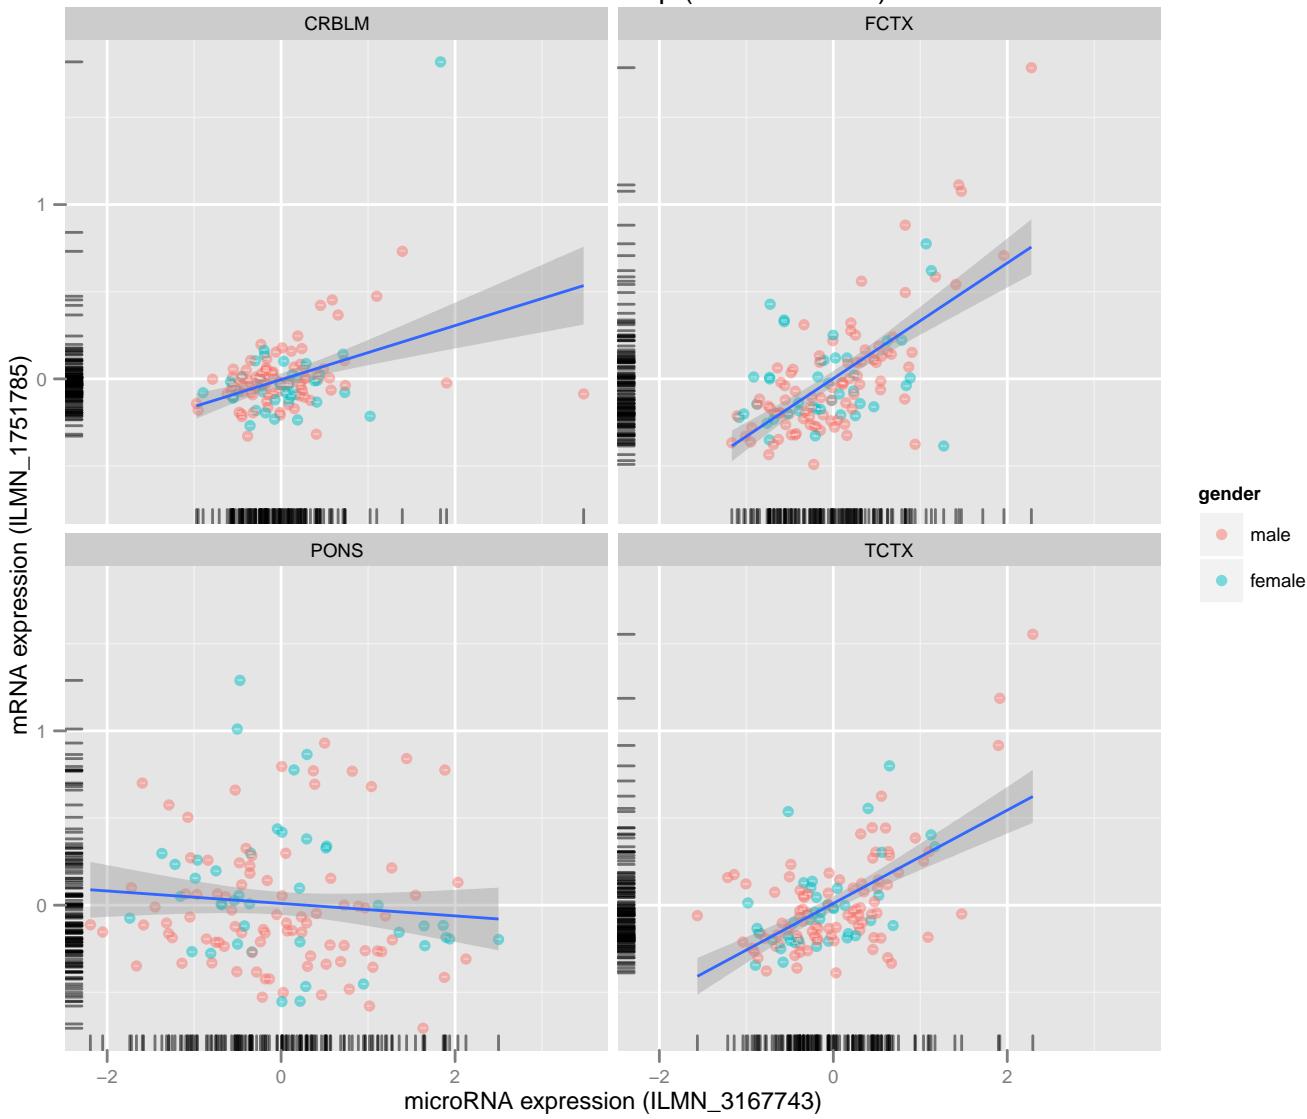 CRBLM
FCTX
1
0
PONS
TCTX
1
0
−2
0
2
−2
0
2
mRNA expression (ILMN_1751785)
microRNA expression (ILMN_3167743)
gender
male
female